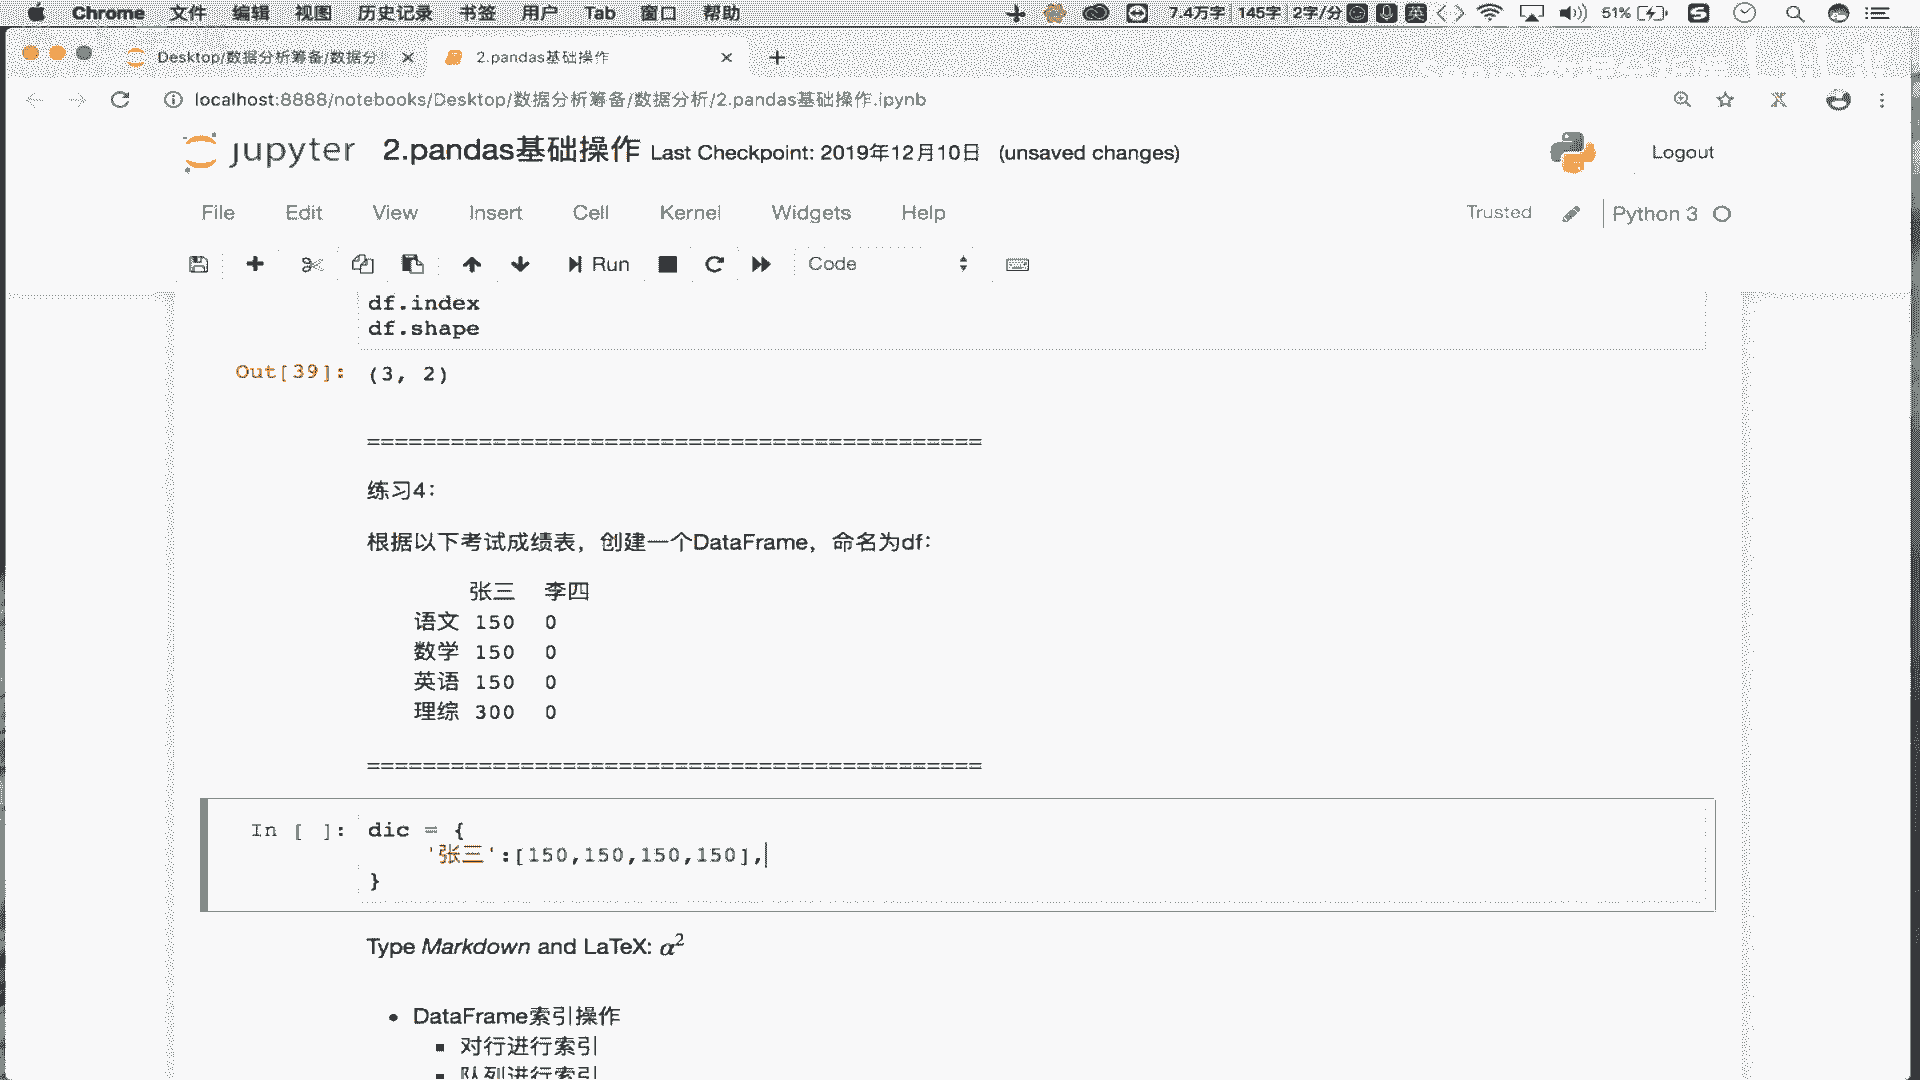 Chrome 文件 编辑 视图 历史记录 书签 用户 Tab 窗口 帮助 7.4万字 145字 2字/分 英 51%
Desktop/数据分析筹备/数据分
2.pandas基础操作
localhost:8888/notebooks/Desktop/数据分析筹备/数据分析/2.pandas基础操作.ipynb
jupyter 2.pandas基础操作 Last Checkpoint: 2019年12月10日 (unsaved changes) Logout
File Edit View Insert Cell Kernel Widgets Help Trusted Python 3
Run Code
df.index
df.shape
Out[39]: (3, 2)
============================================
练习4：
根据以下考试成绩表，创建一个DataFrame，命名为df：
张三 李四
语文 150 0
数学 150 0
英语 150 0
理综 300 0
============================================
In [ ]: dic = {
'张三':[150,150,150,150],
}
Type Markdown and LaTeX: α²
DataFrame索引操作
对行进行索引
队列进行索引